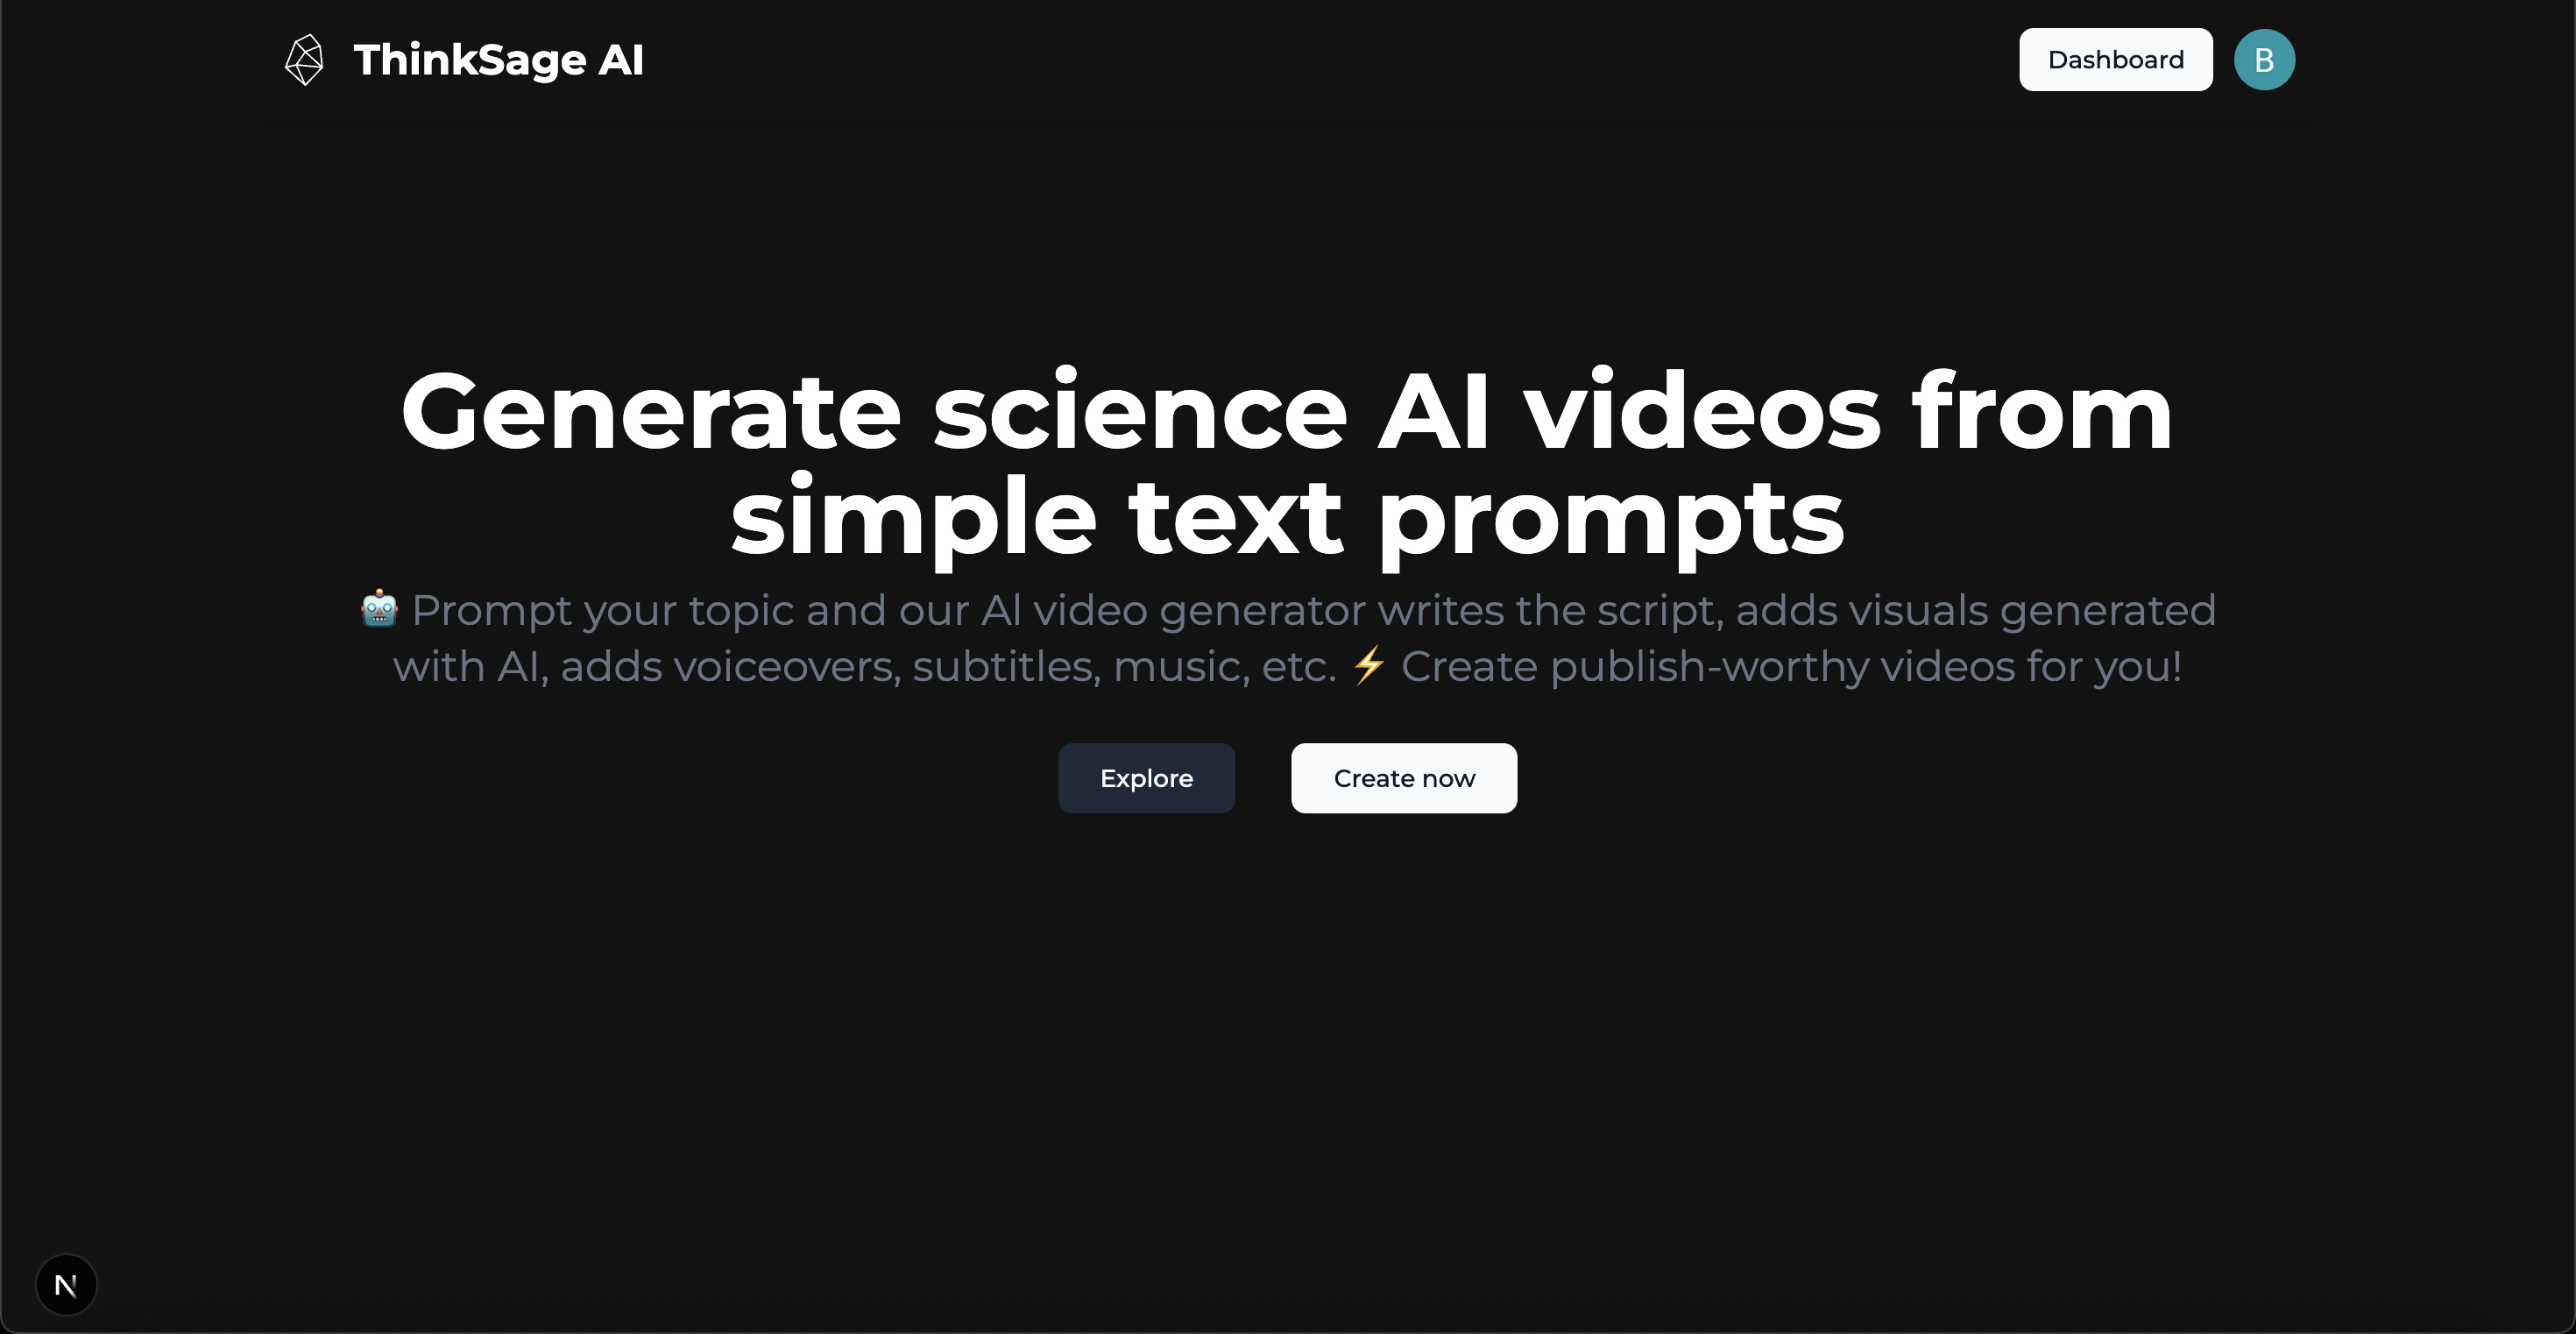 ThinkSage AI
Dashboard
B
Generate science AI videos from
simple text prompts
🤖 Prompt your topic and our AI video generator writes the script, adds visuals generated
with AI, adds voiceovers, subtitles, music, etc. ⚡ Create publish-worthy videos for you!
Explore
Create now
N